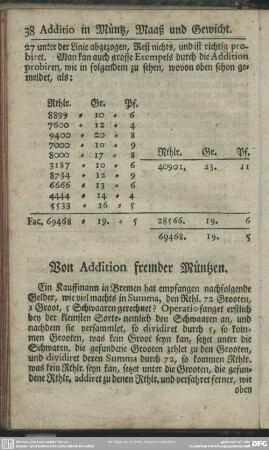 38 Additio in Müntz, Maaß und Gewicht.
27 unter der Linie abgezogen, Rest nichts, und ist richtig pro-
biret. Man kan auch grosse Exempels durch die Addition
probiren, wie in folgendem zu sehen, wovon oben schon ge-
meldet, als:
Rthlr. Gr. Pf.
8899 10 6
7600 12 4
9400 20 8
7000 10 9
8000 17 8 Rthlr. Gr. Pf.
3187 10 6 40901. 23. 11
8734 12 9
6666 13 6
4444 14 4
5533 16 5
Fac. 69468 19. 5 28566. 19. 6
69468. 19. 5
Von Addition fremder Müntzen.
Ein Kauffmann in Bremen hat empfangen nachfolgende
Gelder, wie viel machts in Summa, den Rthl. 72 Grooten,
1 Groot, 5 Schwaaren gerechnet? Operatio fanget erstlich
bey der kleinsten Sorte nemlich den Schwaaren an, und
nachdem sie versammlet, so dividiret durch 5, so kom-
men Grooten, was kein Groot seyn kan, setzet unter die
Schwaren, die gefundene Grooten zehlet zu den Grooten,
und dividiret deren Summa durch 72, so kommen Rthlr.
was kein Rthlr. seyn kan, setzet unter die Grooten, die gefun-
dene Rthlr. addiret zu denen Rthlr. und verfahret ferner, wie
oben